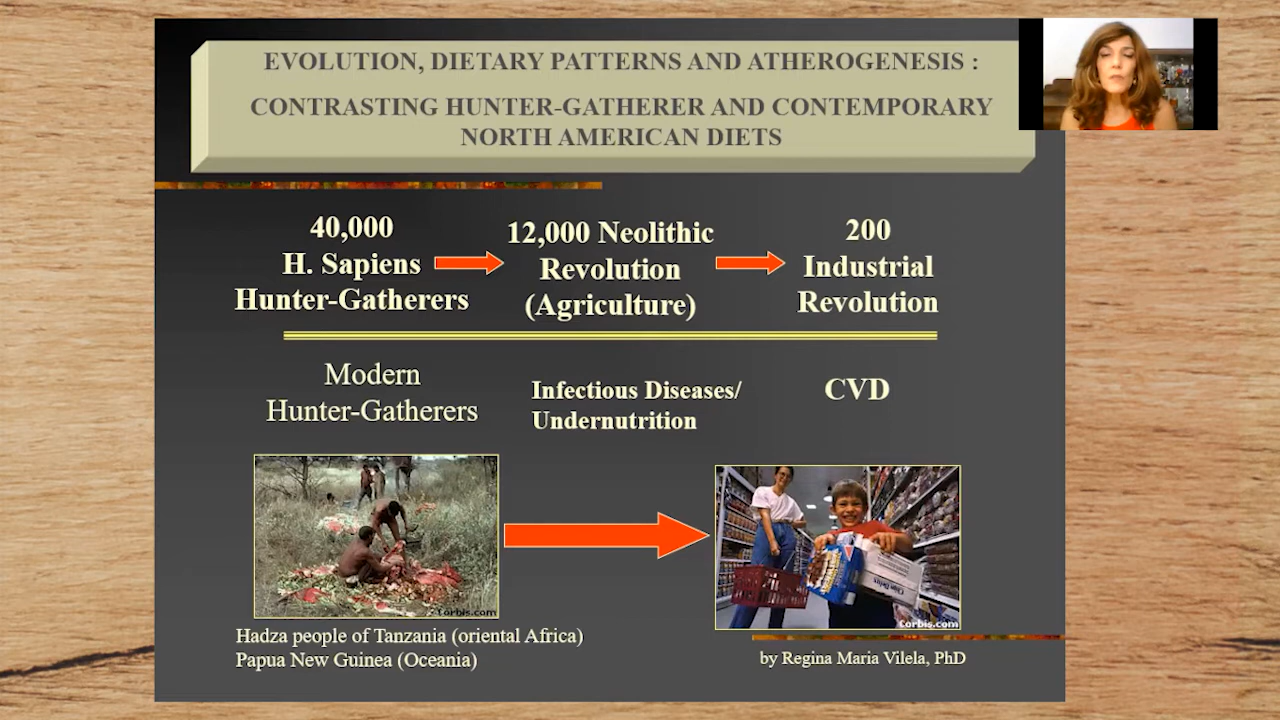 EVOLUTION, DIETARY PATTERNS AND ATHEROGENESIS :
CONTRASTING HUNTER-GATHERER AND CONTEMPORARY
NORTH AMERICAN DIETS
40,000
H. Sapiens
Hunter-Gatherers
12,000 Neolithic
Revolution
(Agriculture)
200
Industrial
Revolution
Modern
Hunter-Gatherers
Infectious Diseases/
Undernutrition
CVD
Corbis.com
Corbis.com
Hadza people of Tanzania (oriental Africa)
Papua New Guinea (Oceania)
by Regina Maria Vilela, PhD